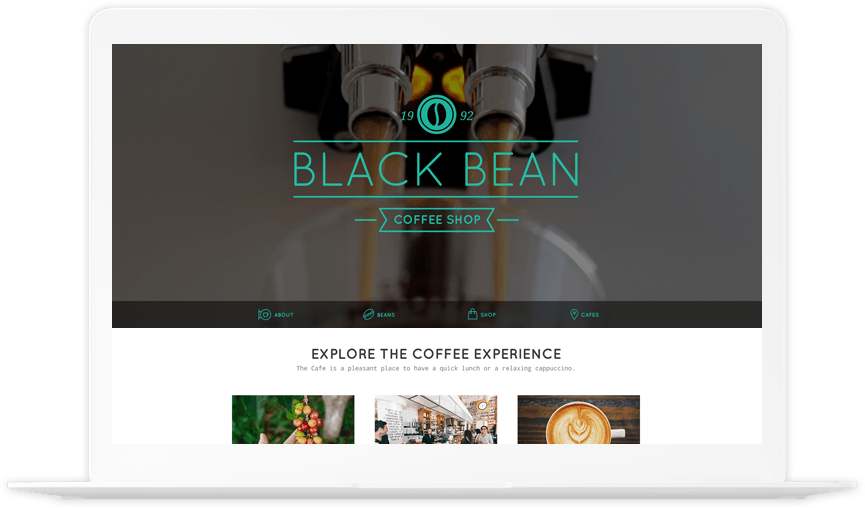 19 92
BLACK BEAN
COFFEE SHOP
ABOUT BEANS SHOP CAFES
EXPLORE THE COFFEE EXPERIENCE
The Cafe is a pleasant place to have a quick lunch or a relaxing cappuccino.